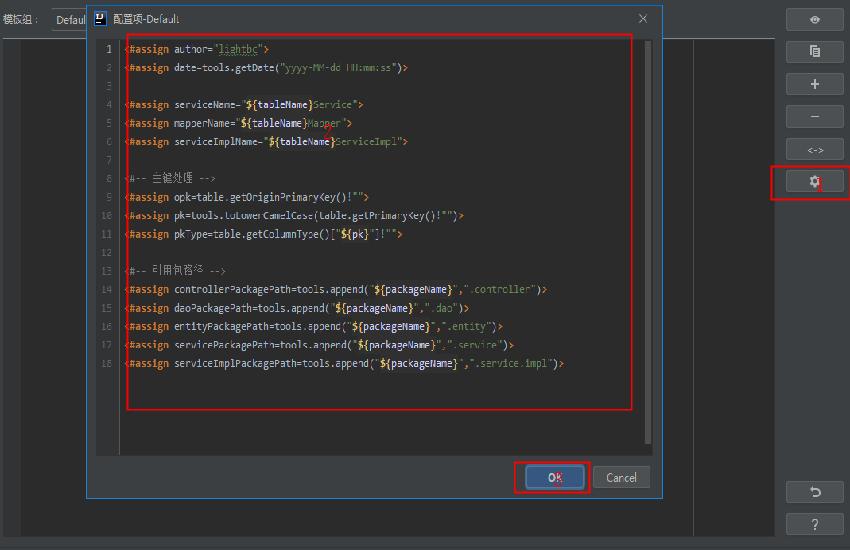 配置项-Default
模板组：
Defaul
1 <#assign author="lightbc">
2 <#assign date=tools.getDate("yyyy-MM-dd HH:mm:ss")>
3
4 <#assign serviceName="${tableName}Service">
5 <#assign mapperName="${tableName}Mapper">
6 <#assign serviceImplName="${tableName}ServiceImpl">
7
8 <#-- 主键处理 -->
9 <#assign opk=table.getOriginPrimaryKey()!"">
10 <#assign pk=tools.toLowerCamelCase(table.getPrimaryKey()!"")>
11 <#assign pkType=table.getColumnType()["${pk}"]!"">
12
13 <#-- 引用包路径 -->
14 <#assign controllerPackagePath=tools.append("${packageName}",".controller")>
15 <#assign daoPackagePath=tools.append("${packageName}",".dao")>
16 <#assign entityPackagePath=tools.append("${packageName}",".entity")>
17 <#assign servicePackagePath=tools.append("${packageName}",".service")>
18 <#assign serviceImplPackagePath=tools.append("${packageName}",".service.impl")>
2
OK
Cancel
<->
?